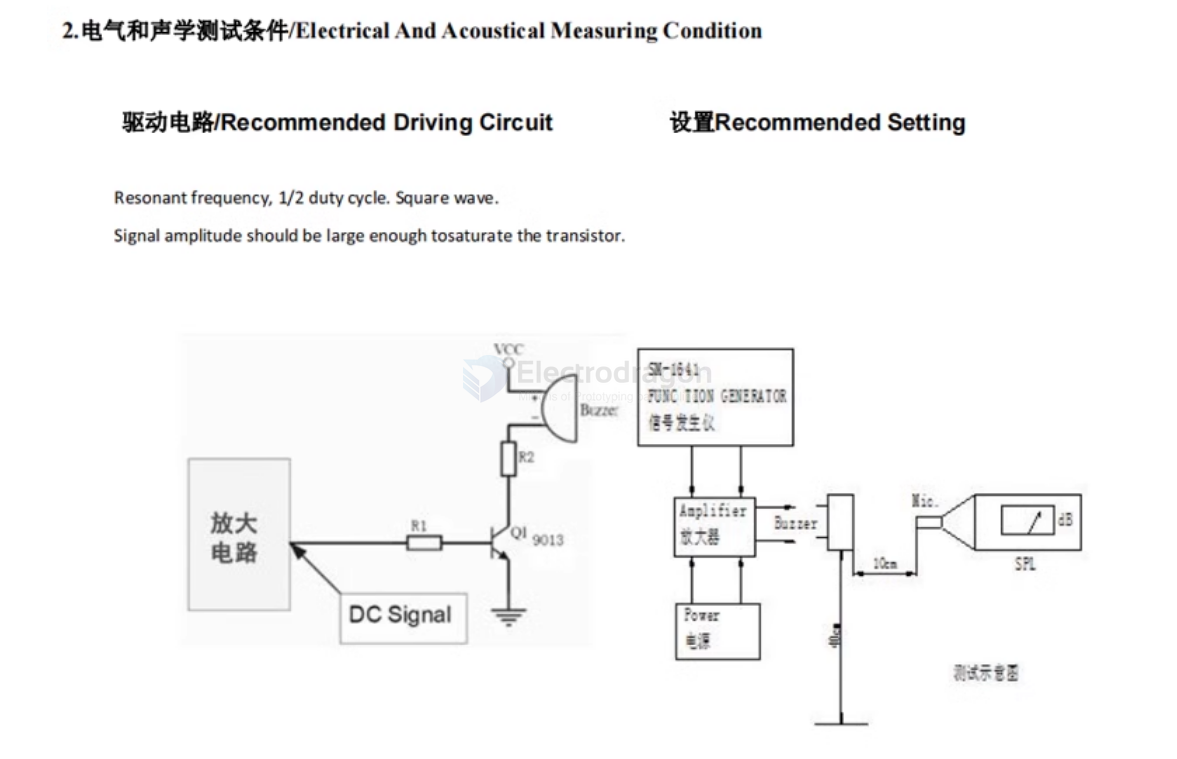 2.电气和声学测试条件/Electrical And Acoustical Measuring Condition
驱动电路/Recommended Driving Circuit
设置Recommended Setting
Resonant frequency, 1/2 duty cycle. Square wave.
Signal amplitude should be large enough tosaturate the transistor.
VCC
Electrodragon
+
Buzzer
-
R2
放大
电路
R1
Q1 9013
DC Signal
SM-1641
FUNC TION GENERATOR
信号发生仪
Amplifier
放大器
Buzzer
Mic.
dB
10cm
SPL
Power
电源
测试示意图